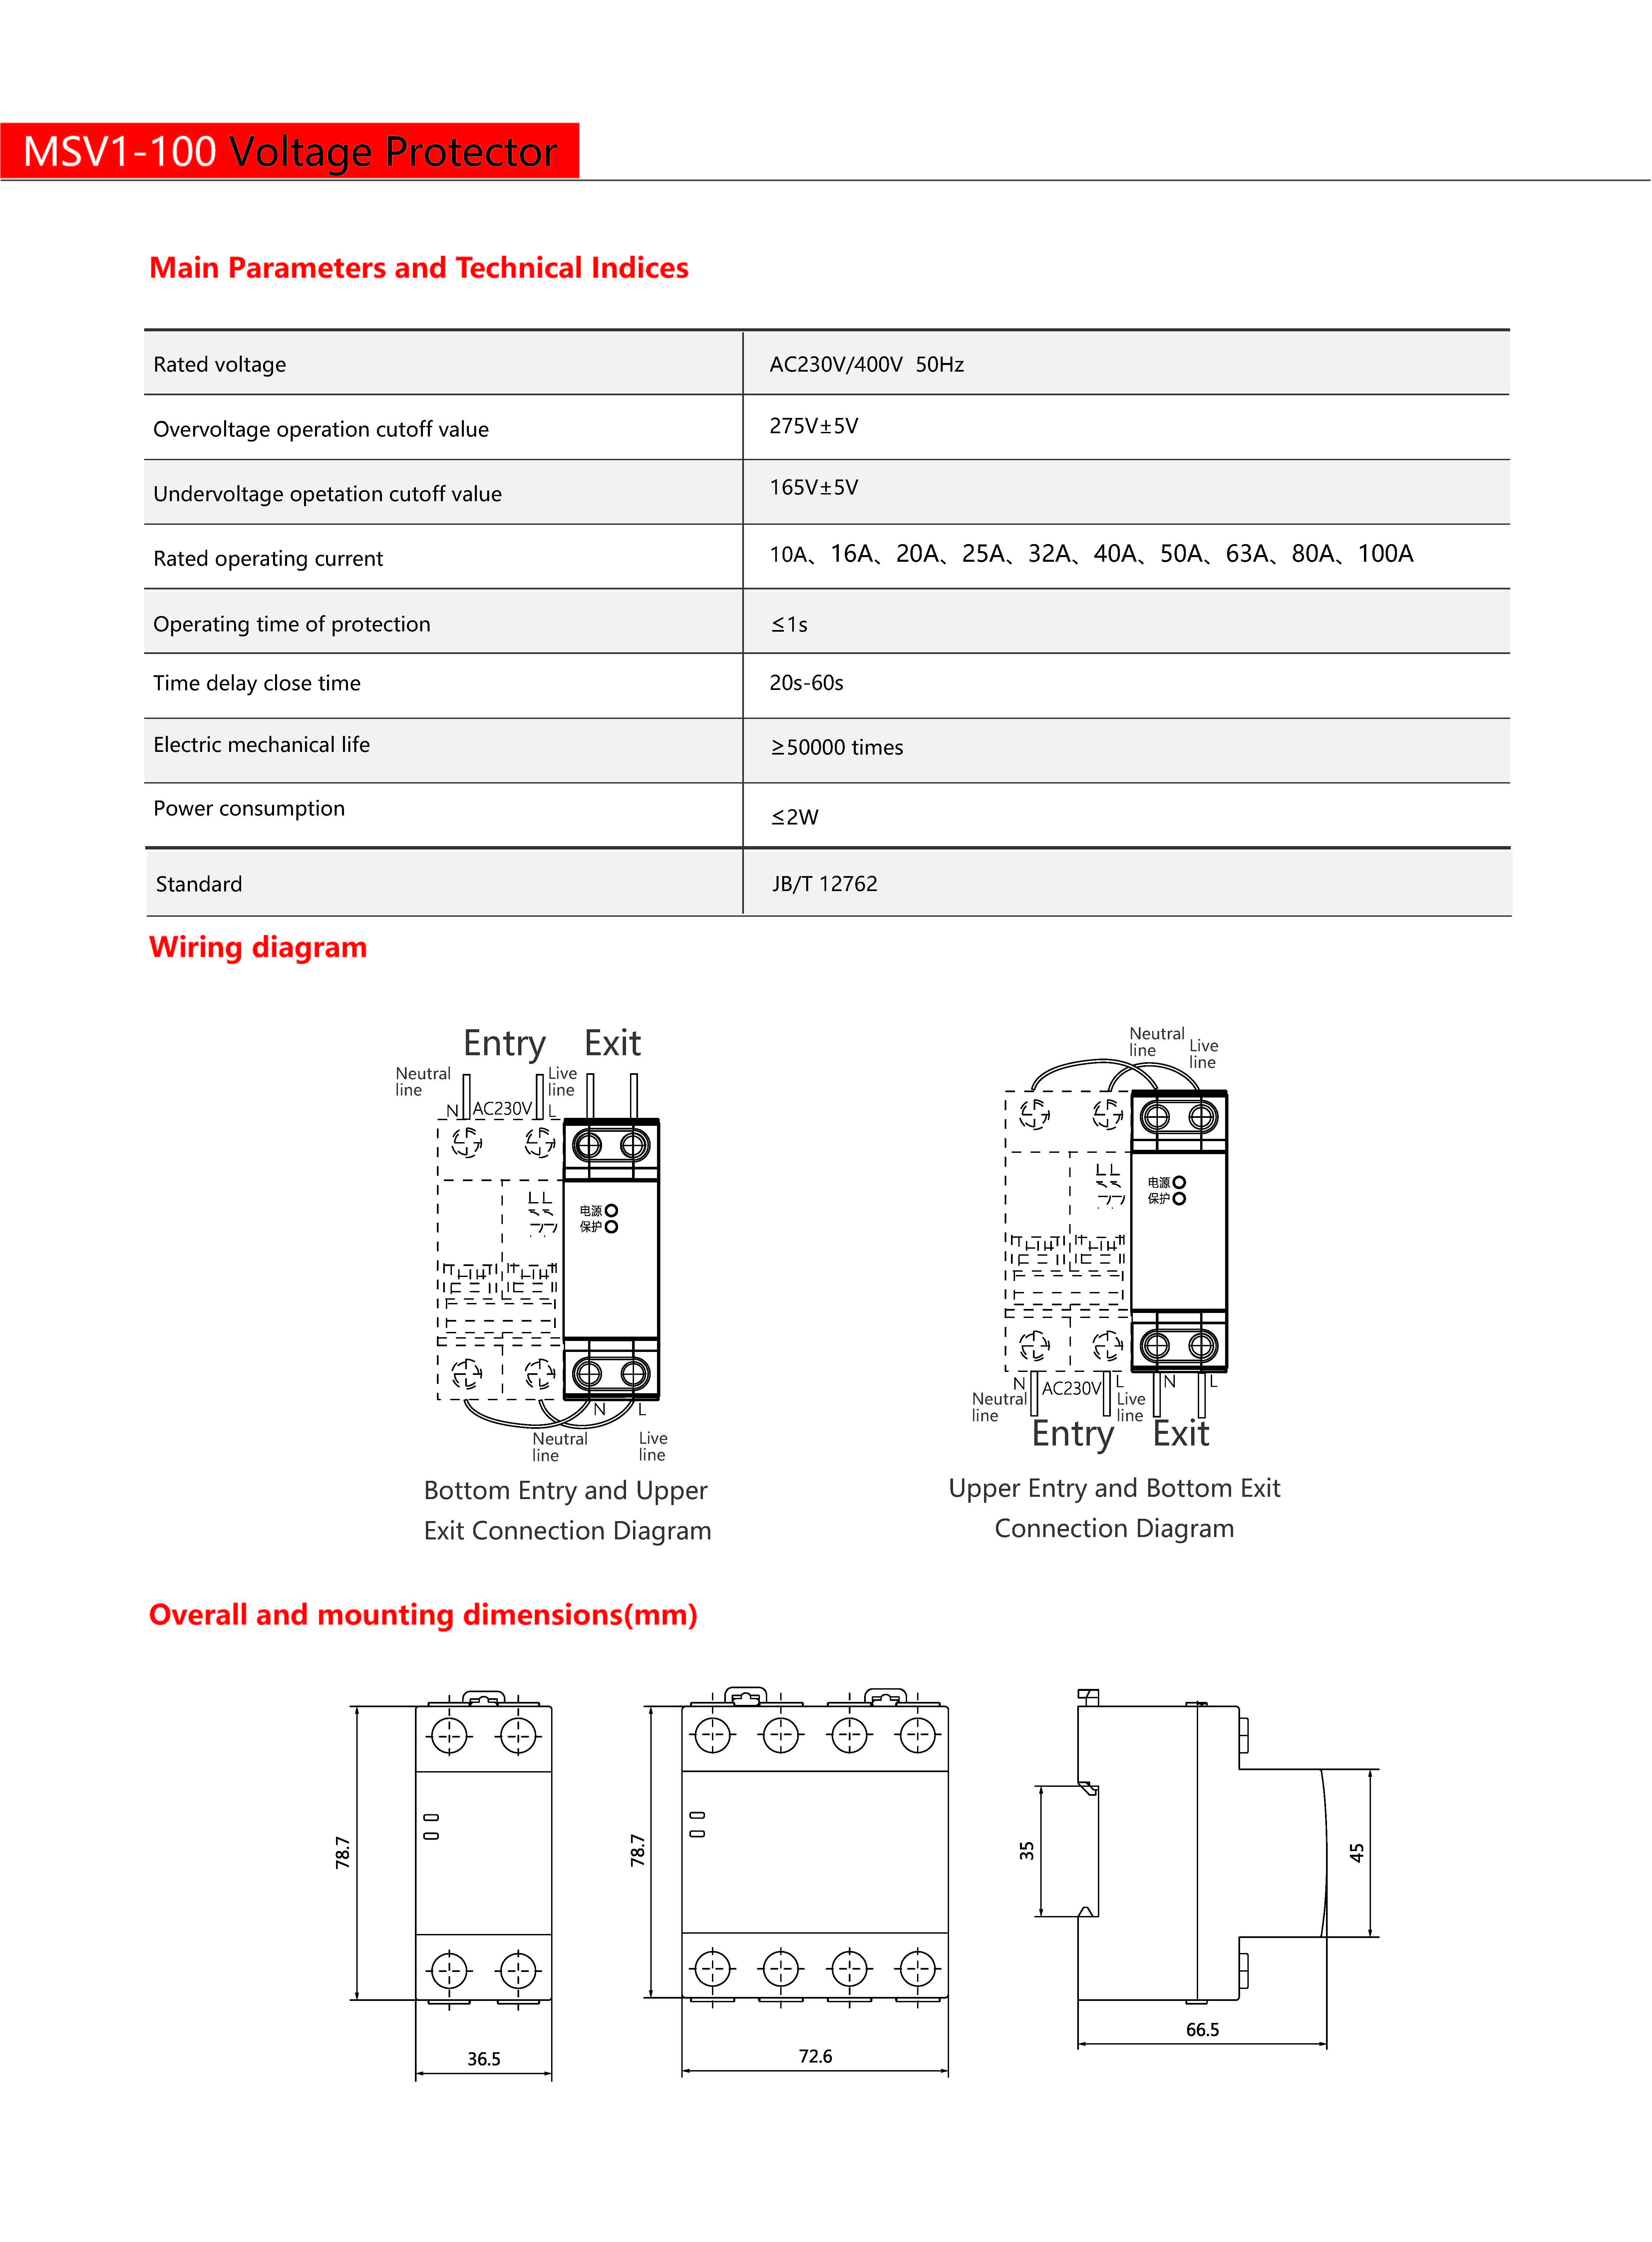 MSV1-100 Voltage Protector
Main Parameters and Technical Indices
Rated voltage AC230V/400V 50Hz
Overvoltage operation cutoff value 275V±5V
Undervoltage opetation cutoff value 165V±5V
Rated operating current 10A、16A、20A、25A、32A、40A、50A、63A、80A、100A
Operating time of protection ≤1s
Time delay close time 20s-60s
Electric mechanical life ≥50000 times
Power consumption ≤2W
Standard JB/T 12762
Wiring diagram
Entry Exit
Neutral
line
Live
line
N AC230V L
电源
保护
N L
Neutral
line
Live
line
Bottom Entry and Upper
Exit Connection Diagram
Neutral
line
Live
line
电源
保护
N AC230V L N L
Neutral
line
Live
line
Entry Exit
Upper Entry and Bottom Exit
Connection Diagram
Overall and mounting dimensions(mm)
78.7
36.5
78.7
72.6
35
45
66.5